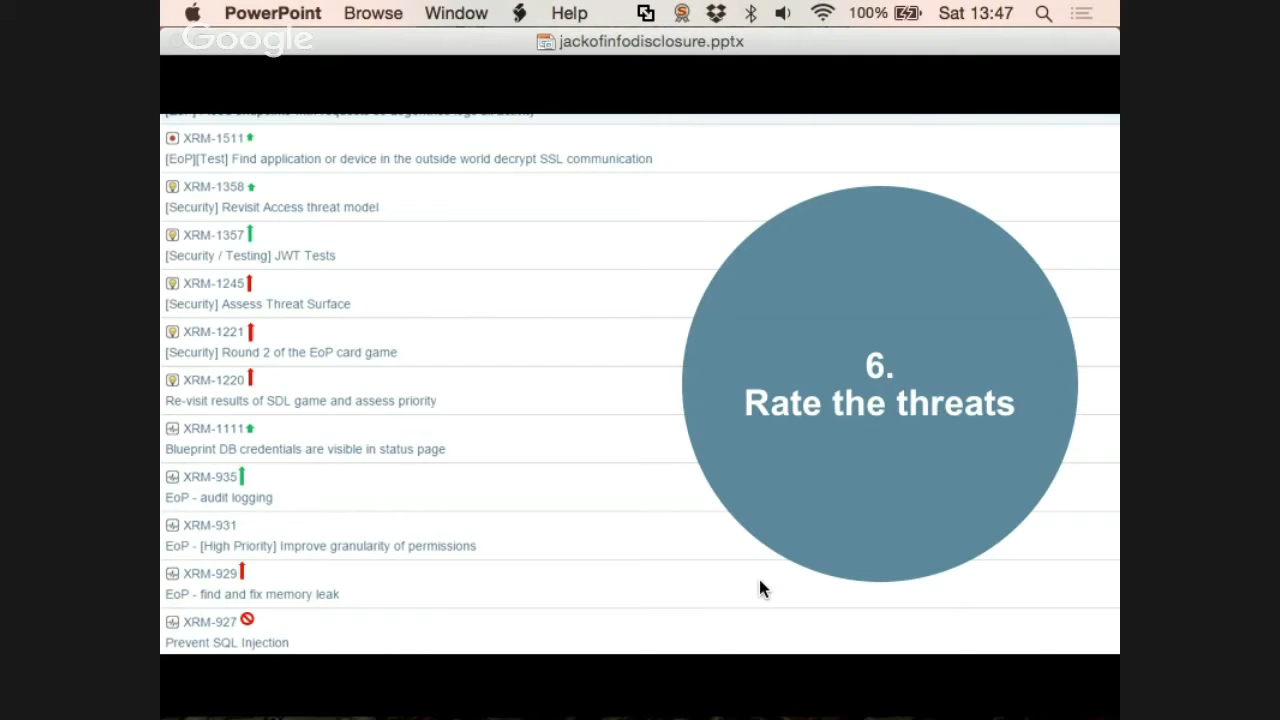 PowerPoint Browse Window Help 100% Sat 13:47
Google
jackofinfodisclosure.pptx
XRM-1511
[EoP][Test] Find application or device in the outside world decrypt SSL communication
XRM-1358
[Security] Revisit Access threat model
XRM-1357
[Security / Testing] JWT Tests
XRM-1245
[Security] Assess Threat Surface
XRM-1221
[Security] Round 2 of the EoP card game
XRM-1220
Re-visit results of SDL game and assess priority
XRM-1111
Blueprint DB credentials are visible in status page
XRM-935
EoP - audit logging
XRM-931
EoP - [High Priority] Improve granularity of permissions
XRM-929
EoP - find and fix memory leak
XRM-927
Prevent SQL Injection
6.
Rate the threats